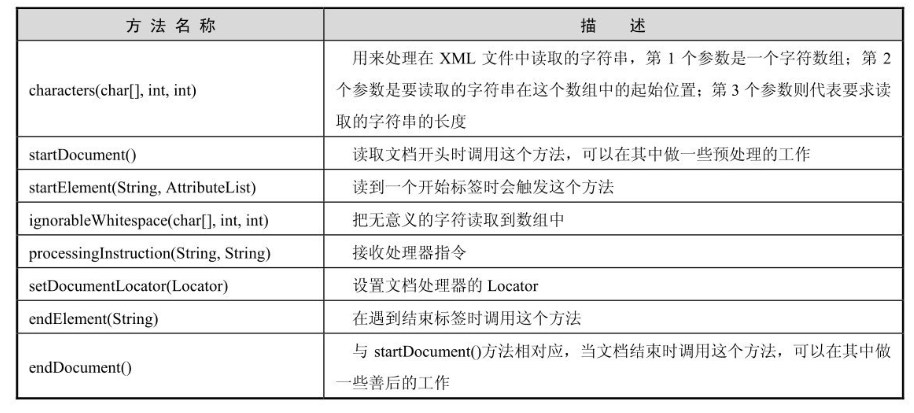 方 法 名 称
描 述
characters(char[], int, int)
用来处理在 XML 文件中读取的字符串，第 1 个参数是一个字符数组；第 2
个参数是要读取的字符串在这个数组中的起始位置；第 3 个参数则代表要求读
取的字符串的长度
startDocument()
读取文档开头时调用这个方法，可以在其中做一些预处理的工作
startElement(String, AttributeList)
读到一个开始标签时会触发这个方法
ignorableWhitespace(char[], int, int)
把无意义的字符读取到数组中
processingInstruction(String, String)
接收处理器指令
setDocumentLocator(Locator)
设置文档处理器的 Locator
endElement(String)
在遇到结束标签时调用这个方法
endDocument()
与 startDocument()方法相对应，当文档结束时调用这个方法，可以在其中做
一些善后的工作